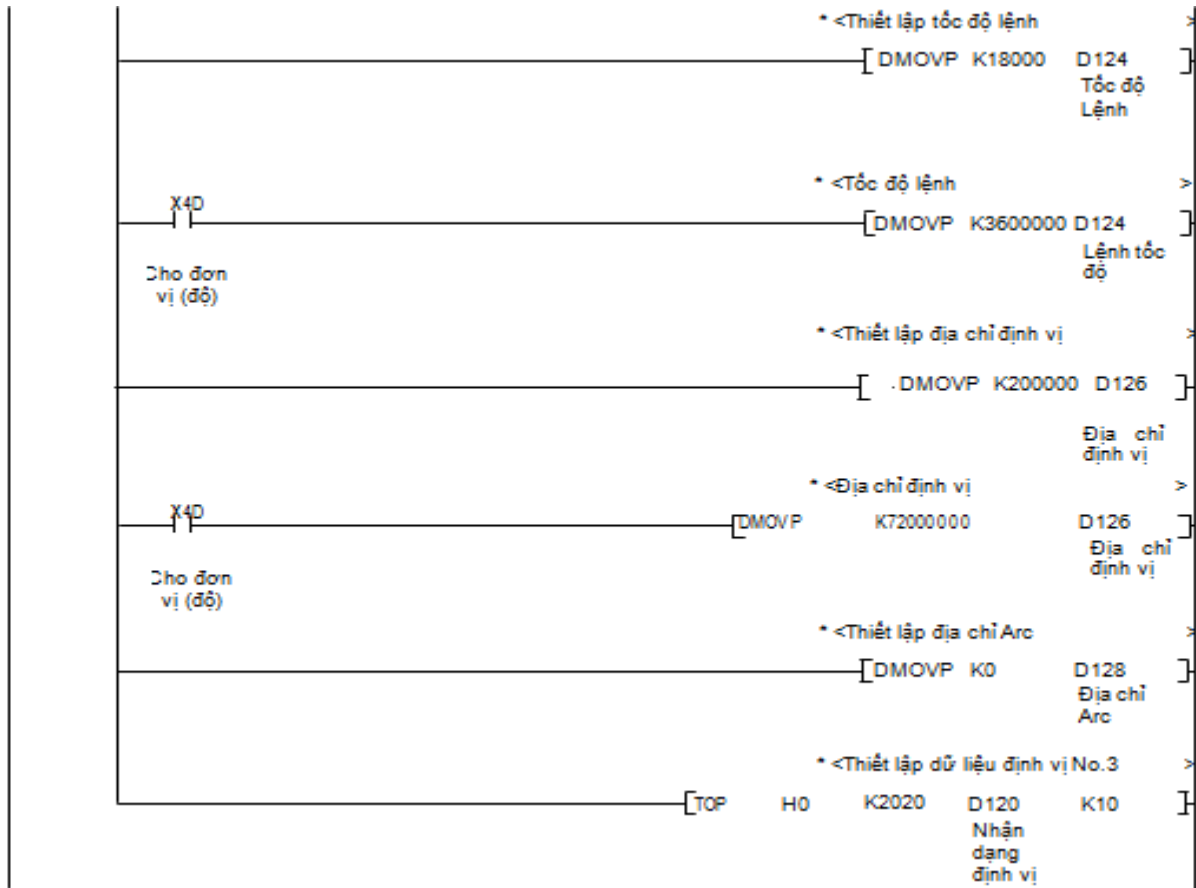 * <Thiết lập tốc độ lệnh >
DMOVP K18000 D124
Tốc độ
Lệnh
* <Tốc độ lệnh >
X4D
DMOVP K3600000 D124
Lệnh tốc
độ
Cho đơn
vị (độ)
* <Thiết lập địa chỉ định vị >
. DMOVP K200000 D126
Địa chỉ
định vị
* <Địa chỉ định vị >
X4D
DMOVP K72000000 D126
Địa chỉ
định vị
Cho đơn
vị (độ)
* <Thiết lập địa chỉ Arc >
DMOVP K0 D128
Địa chỉ
Arc
* <Thiết lập dữ liệu định vị No.3 >
TOP H0 K2020 D120 K10
Nhận
dạng
định vị